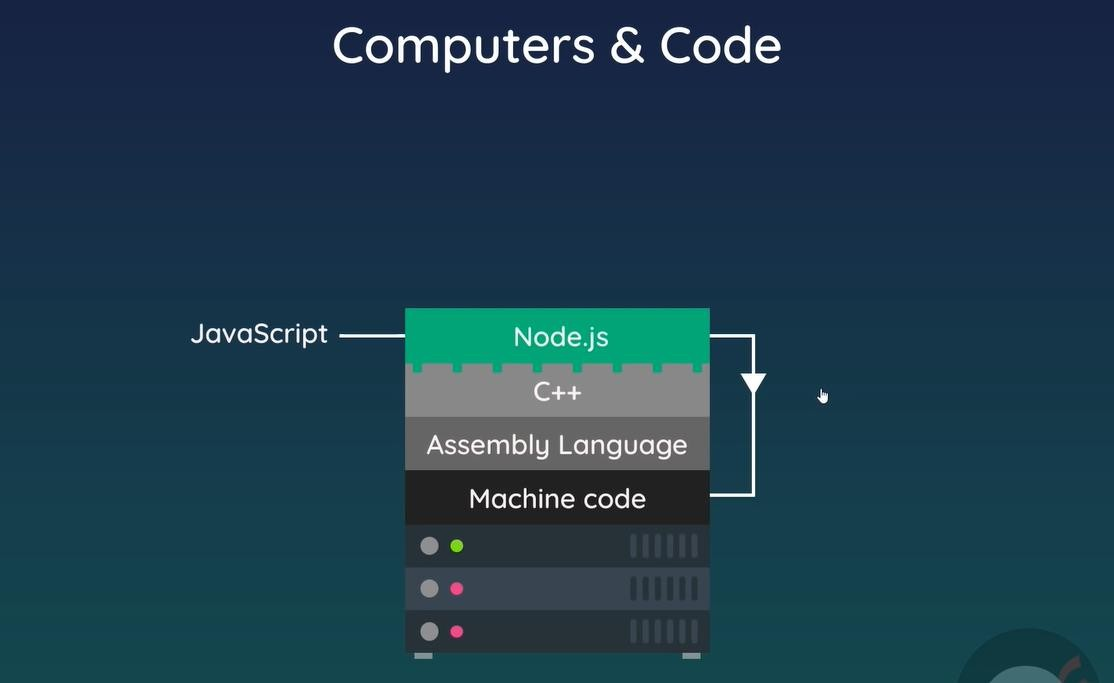 Computers & Code
JavaScript
Node.js
C++
Assembly Language
Machine code